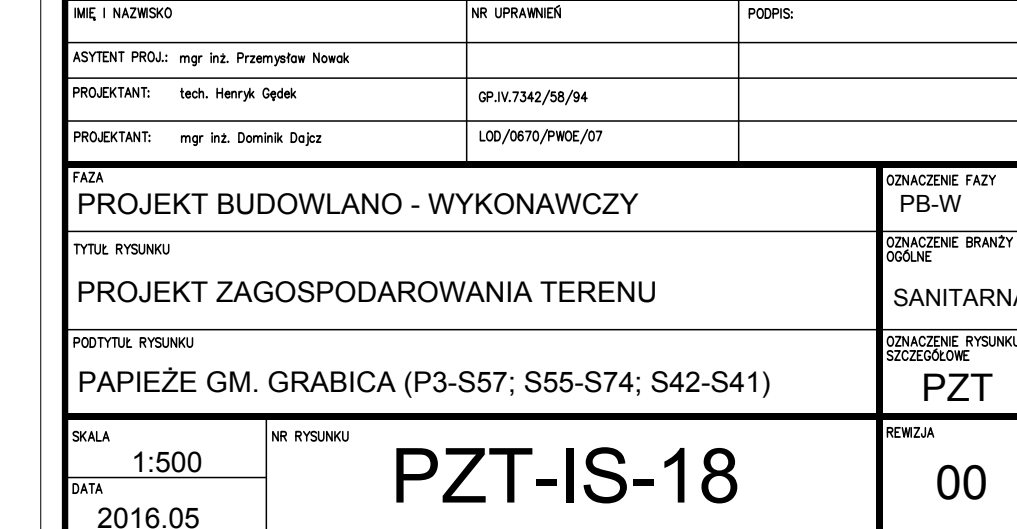 IMIĘ I NAZWISKO
NR UPRAWNIEŃ
PODPIS:
ASYTENT PROJ.: mgr inż. Przemysław Nowak
PROJEKTANT: tech. Henryk Gędek
GP.IV.7342/58/94
PROJEKTANT: mgr inż. Dominik Dajcz
LOD/0670/PWOE/07
FAZA
PROJEKT BUDOWLANO - WYKONAWCZY
OZNACZENIE FAZY
PB-W
TYTUŁ RYSUNKU
PROJEKT ZAGOSPODAROWANIA TERENU
OZNACZENIE BRANŻY
OGÓLNE
SANITARNA
PODTYTUŁ RYSUNKU
PAPIEŻE GM. GRABICA (P3-S57; S55-S74; S42-S41)
OZNACZENIE RYSUNKU
SZCZEGÓŁOWE
PZT
SKALA
1:500
NR RYSUNKU
PZT-IS-18
REWIZJA
00
DATA
2016.05